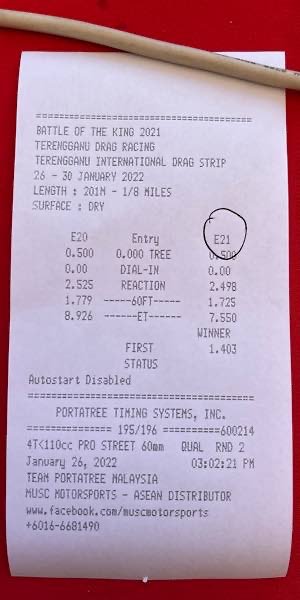 ========================================
BATTLE OF THE KING 2021
TERENGGANU DRAG RACING
TERENGGANU INTERNATIONAL DRAG STRIP
26 - 30 JANUARY 2022
LENGTH : 201M - 1/8 MILES
SURFACE : DRY
E20 Entry E21
0.500 0.000 TREE 0.500
0.00 DIAL-IN 0.00
2.525 REACTION 2.498
1.779 ------60FT------ 1.725
8.926 ------ET------ 7.550
WINNER
FIRST 1.403
STATUS
Autostart Disabled
========================================
PORTATREE TIMING SYSTEMS, INC.
=============== 195/196 ==========600214
4T<110cc PRO STREET 60mm QUAL RND 2
January 26, 2022 03:02:21 PM
TEAM PORTATREE MALAYSIA
MUSC MOTORSPORTS - ASEAN DISTRIBUTOR
www.facebook.com/muscmotorsports
+6016-6681490